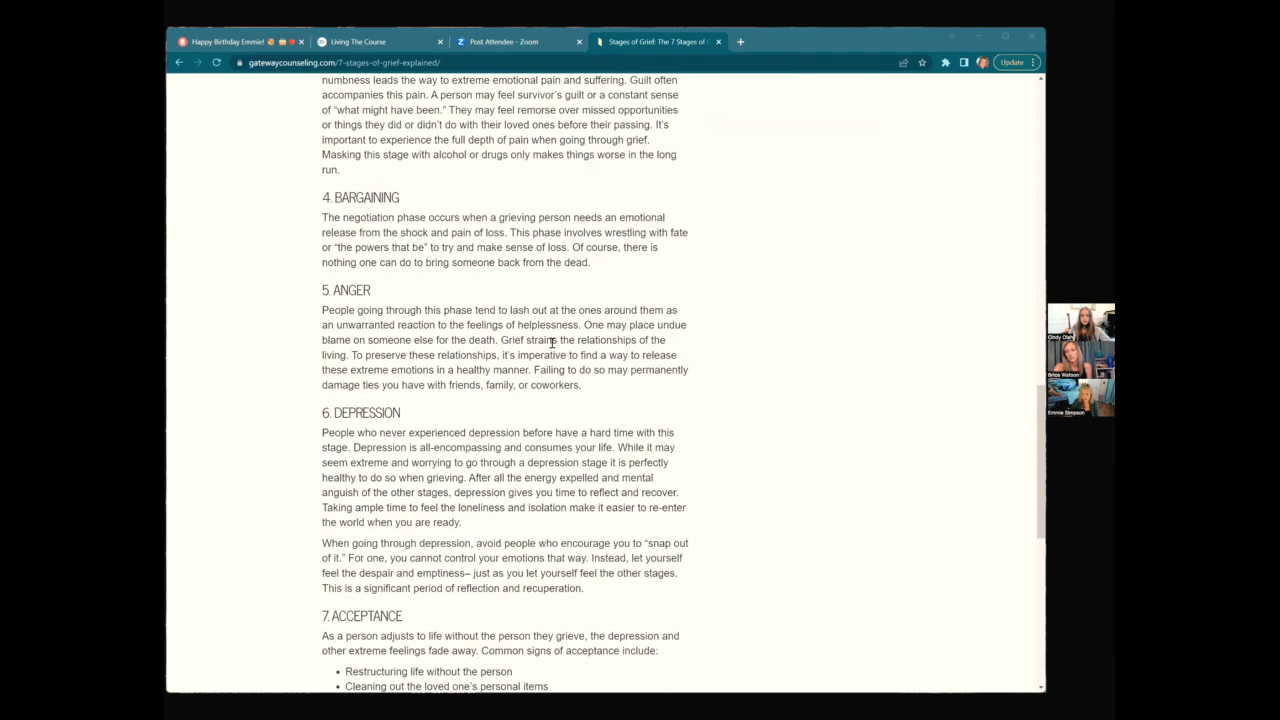 Happy Birthday Emmie!
Living The Course
Post Attendee - Zoom
Stages of Grief: The 7 Stages of G
gatewaycounseling.com/7-stages-of-grief-explained/
Update
numbness leads the way to extreme emotional pain and suffering. Guilt often
accompanies this pain. A person may feel survivor’s guilt or a constant sense
of “what might have been.” They may feel remorse over missed opportunities
or things they did or didn’t do with their loved ones before their passing. It’s
important to experience the full depth of pain when going through grief.
Masking this stage with alcohol or drugs only makes things worse in the long
run.
4. BARGAINING
The negotiation phase occurs when a grieving person needs an emotional
release from the shock and pain of loss. This phase involves wrestling with fate
or “the powers that be” to try and make sense of loss. Of course, there is
nothing one can do to bring someone back from the dead.
5. ANGER
People going through this phase tend to lash out at the ones around them as
an unwarranted reaction to the feelings of helplessness. One may place undue
blame on someone else for the death. Grief strains the relationships of the
living. To preserve these relationships, it’s imperative to find a way to release
these extreme emotions in a healthy manner. Failing to do so may permanently
damage ties you have with friends, family, or coworkers.
6. DEPRESSION
People who never experienced depression before have a hard time with this
stage. Depression is all-encompassing and consumes your life. While it may
seem extreme and worrying to go through a depression stage it is perfectly
healthy to do so when grieving. After all the energy expelled and mental
anguish of the other stages, depression gives you time to reflect and recover.
Taking ample time to feel the loneliness and isolation make it easier to re-enter
the world when you are ready.
When going through depression, avoid people who encourage you to “snap out
of it.” For one, you cannot control your emotions that way. Instead, let yourself
feel the despair and emptiness– just as you let yourself feel the other stages.
This is a significant period of reflection and recuperation.
7. ACCEPTANCE
As a person adjusts to life without the person they grieve, the depression and
other extreme feelings fade away. Common signs of acceptance include:
• Restructuring life without the person
• Cleaning out the loved one’s personal items
Cindy Olah
Brice Watson
Emmie Simpson